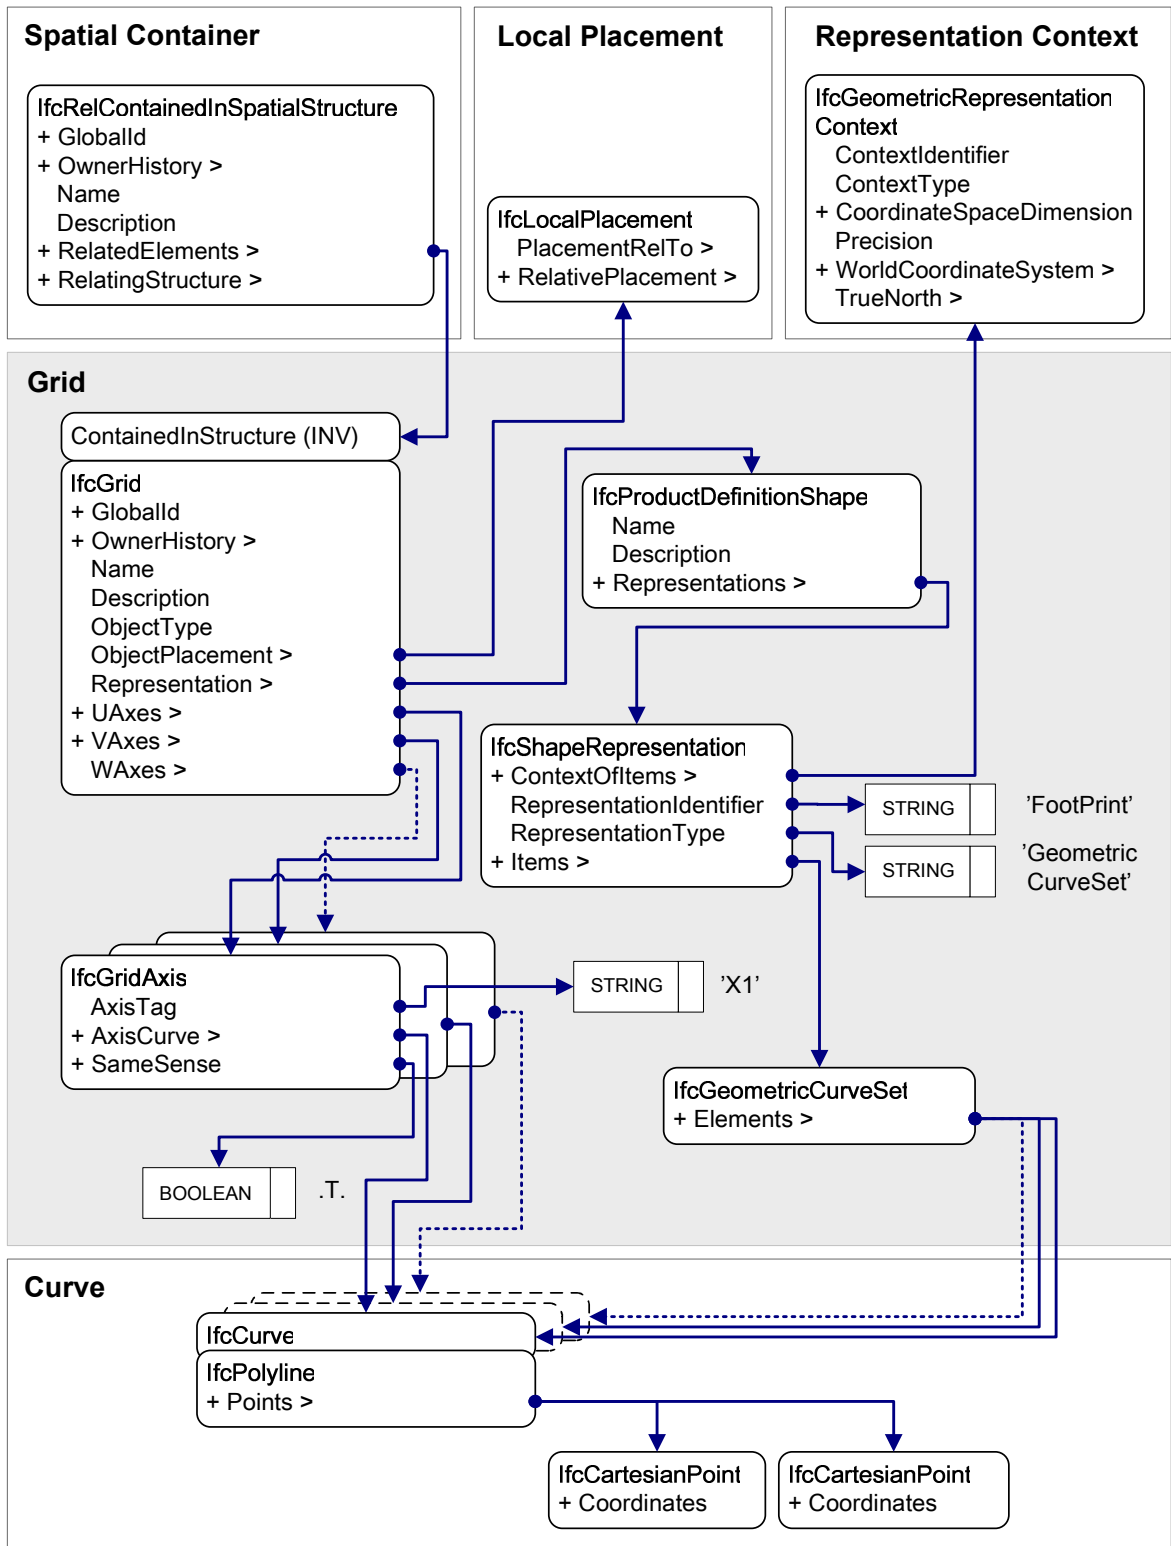 Spatial Container
IfcRelContainedInSpatialStructure
+ GlobalId
+ OwnerHistory >
Name
Description
+ RelatedElements >
+ RelatingStructure >
Local Placement
IfcLocalPlacement
PlacementRelTo >
+ RelativePlacement >
Representation Context
IfcGeometricRepresentation
Context
ContextIdentifier
ContextType
+ CoordinateSpaceDimension
Precision
+ WorldCoordinateSystem >
TrueNorth >
Grid
ContainedInStructure (INV)
IfcGrid
+ GlobalId
+ OwnerHistory >
Name
Description
ObjectType
ObjectPlacement >
Representation >
+ UAxes >
+ VAxes >
WAxes >
IfcProductDefinitionShape
Name
Description
+ Representations >
IfcShapeRepresentation
+ ContextOfItems >
RepresentationIdentifier
RepresentationType
+ Items >
STRING
'FootPrint'
STRING
'Geometric
CurveSet'
IfcGridAxis
AxisTag
+ AxisCurve >
+ SameSense
STRING
'X1'
IfcGeometricCurveSet
+ Elements >
BOOLEAN
.T.
Curve
IfcCurve
IfcPolyline
+ Points >
IfcCartesianPoint
+ Coordinates
IfcCartesianPoint
+ Coordinates